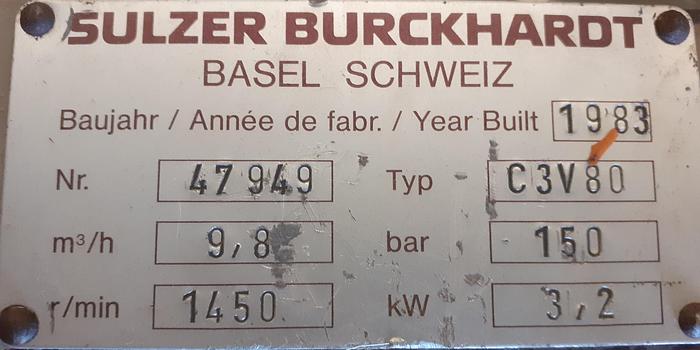 SULZER BURCKHARDT
BASEL SCHWEIZ
Baujahr / Année de fabr. / Year Built 1983
Nr. 47949 Typ C3V80
m³/h 9,8 bar 150
r/min 1450 kW 3,2